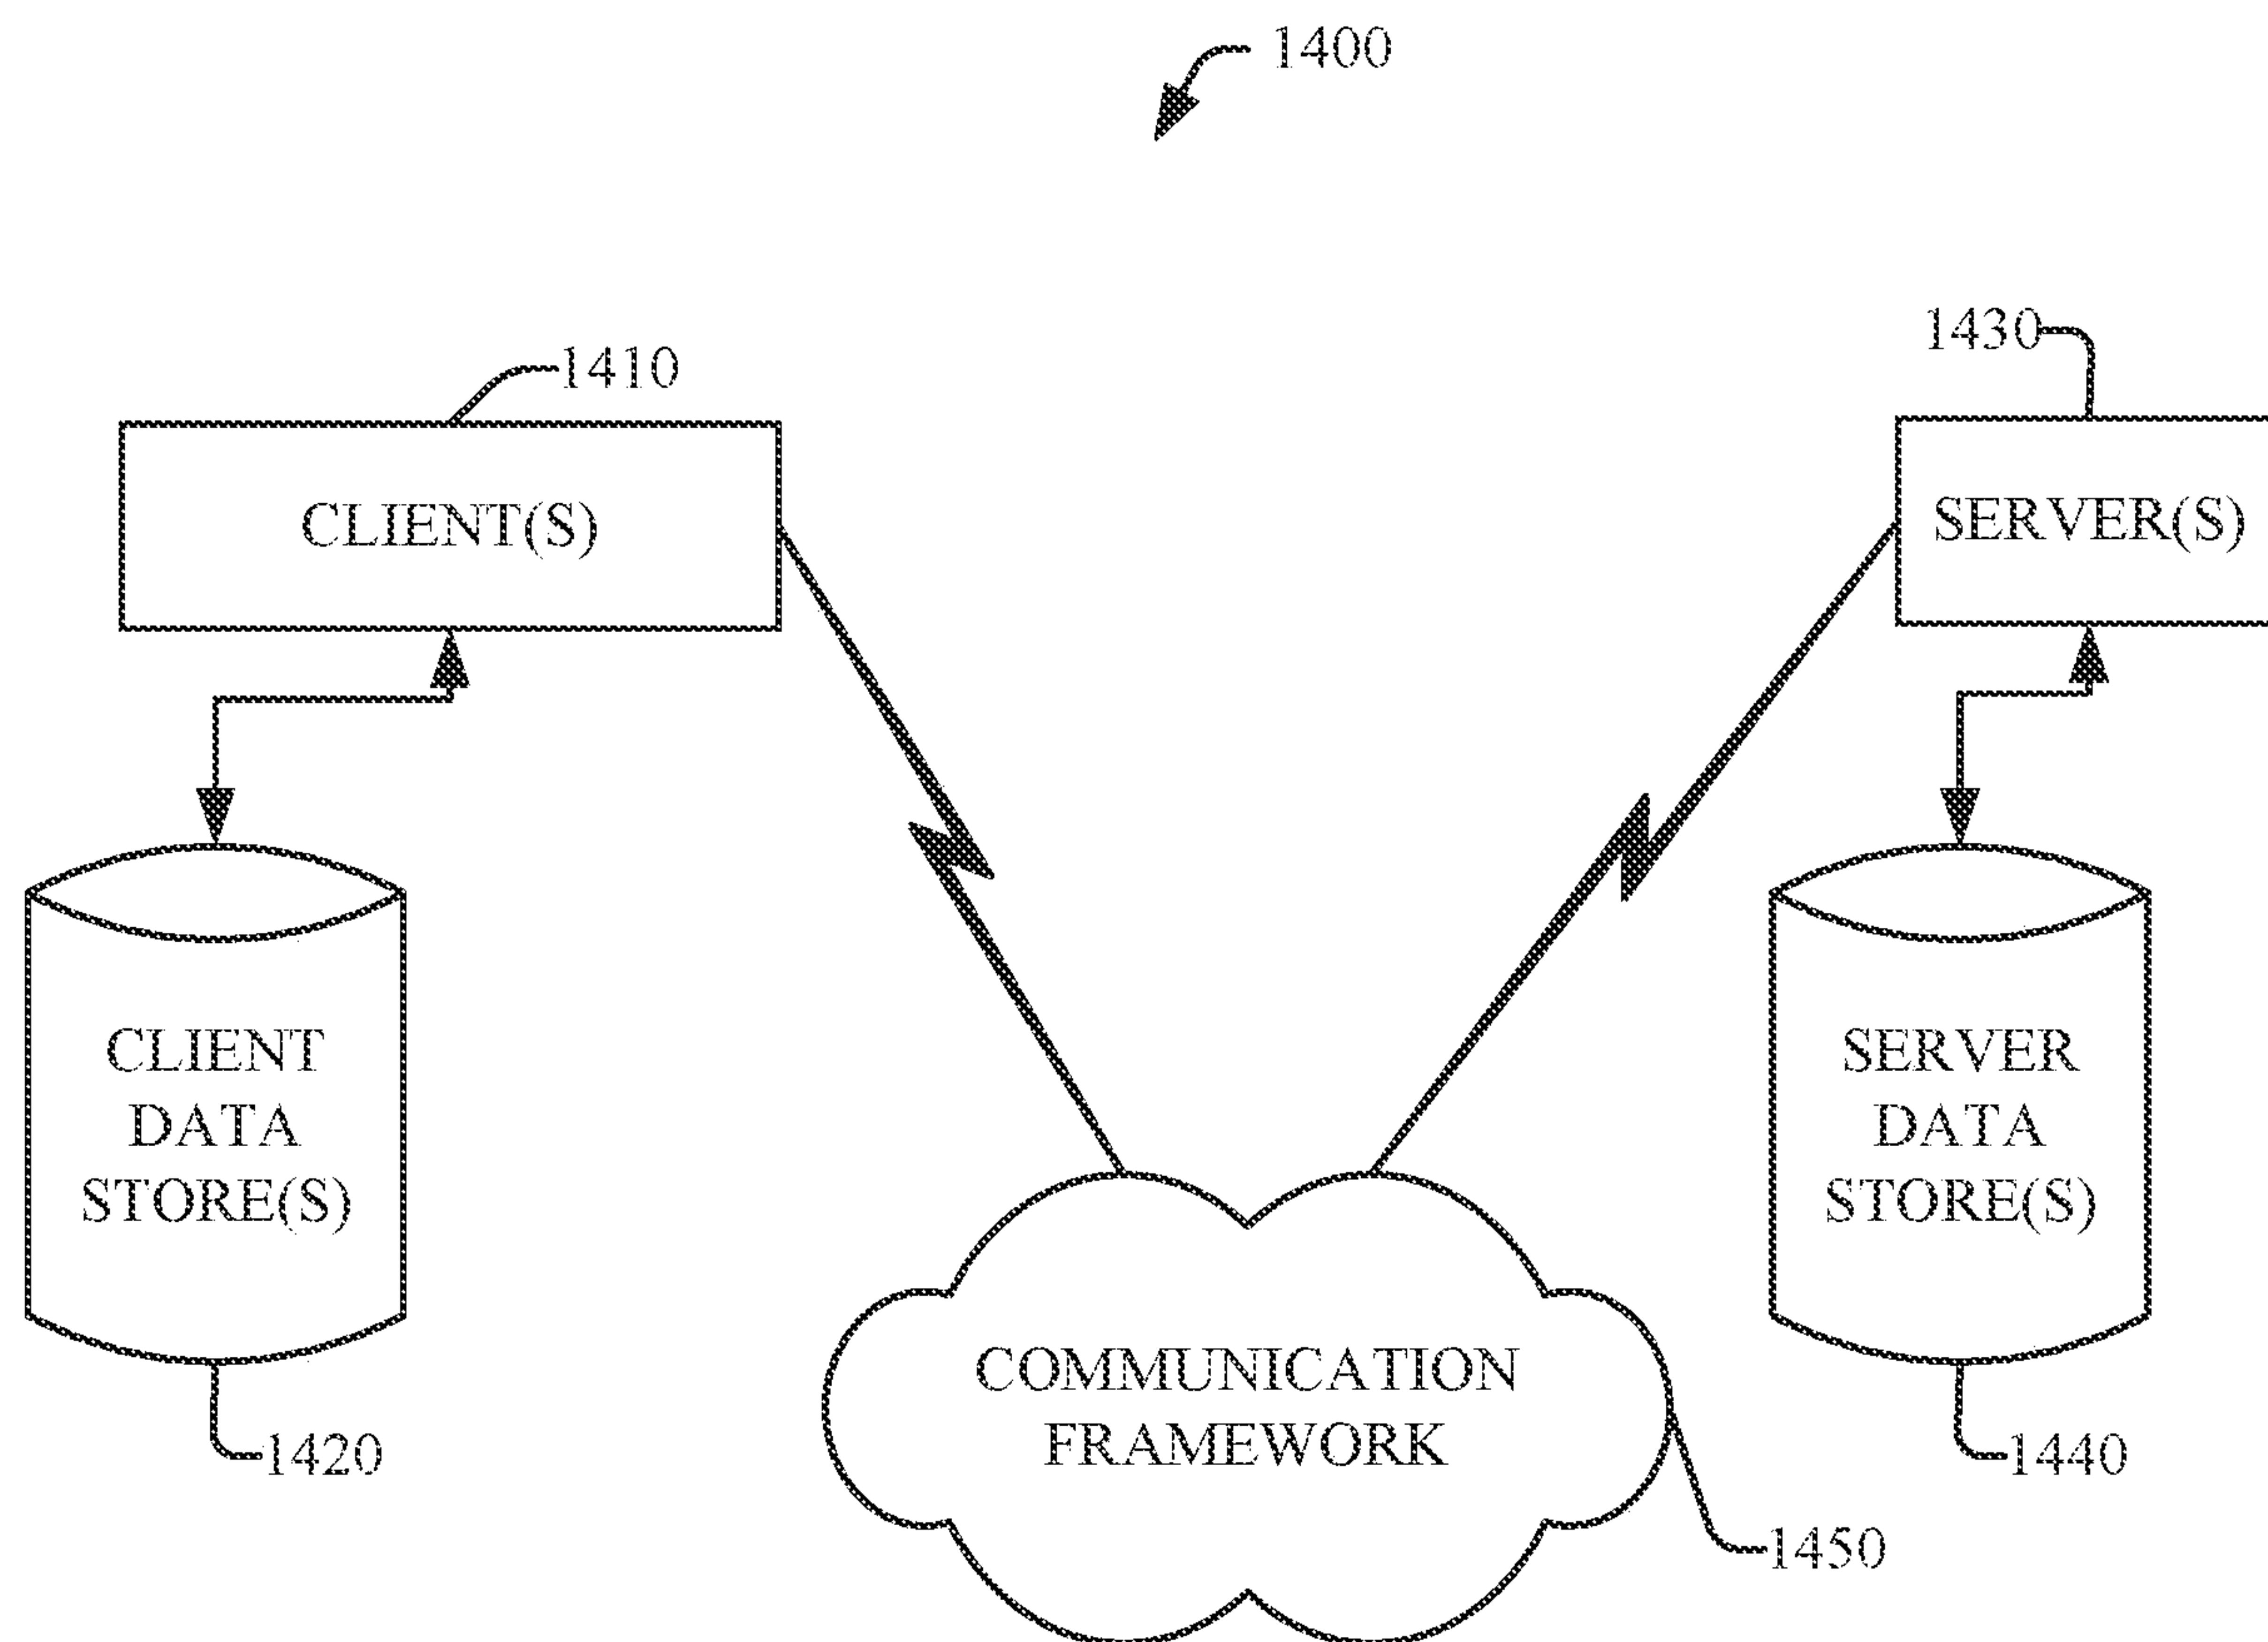 1400
1410
1430
CLIENT(S)
SERVER(S)
CLIENT
DATA
STORE(S)
SERVER
DATA
STORE(S)
COMMUNICATION
FRAMEWORK
1420
1440
1450